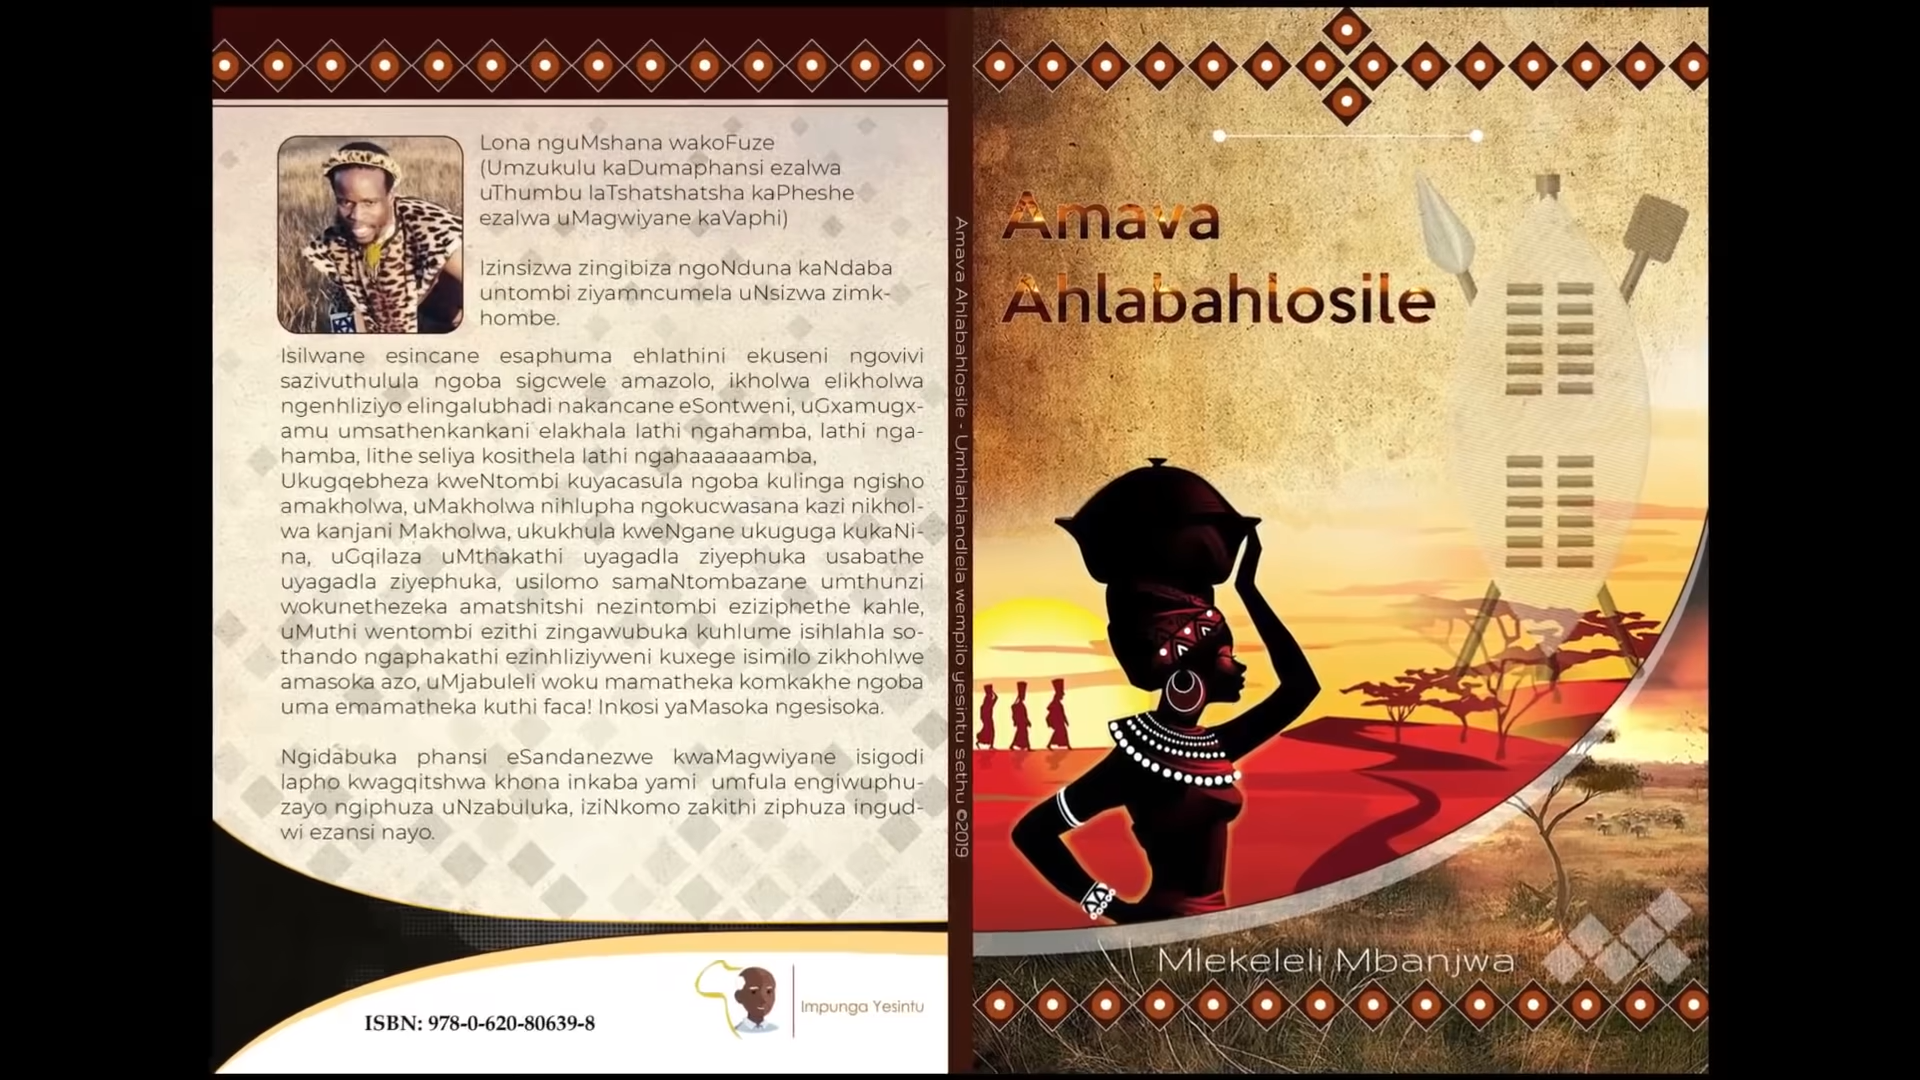 Lona nguMshana wakoFuze
(Umzukulu kaDumaphansi ezalwa
uThumbu laTshatshatsha kaPheshe
ezalwa uMagwiyane kaVaphi)
Izinsizwa zingibiza ngoNduna kaNdaba
untombi ziyamncumela uNsizwa zimk-
hombe.
Isilwane esincane esaphuma ehlathini ekuseni ngovivi
sazivuthulula ngoba sigcwele amazolo, ikholwa elikholwa
ngenhliziyo elingalubhadi nakancane eSontweni, uGxamugx-
amu umsathenkankani elakhala lathi ngahamba, lathi nga-
hamba, lithe seliya kosithela lathi ngahaaaaaamba,
Ukugqebheza kweNtombi kuyacasula ngoba kulinga ngisho
amakholwa, uMakholwa nihlupha ngokucwasana kazi nikhol-
wa kanjani Makholwa, ukukhula kweNgane ukuguga kukaNi-
na, uGqilaza uMthakathi uyagadla ziyephuka usabathe
uyagadla ziyephuka, usilomo samaNtombazane umthunzi
wokunethezeka amatshitshi nezintombi eziziphethe kahle,
uMuthi wentombi ezithi zingawubuka kuhlume isihlahla so-
thando ngaphakathi ezinhliziyweni kuxege isimilo zikhohlwe
amasoka azo, uMjabuleli woku mamatheka komkakhe ngoba
uma emamatheka kuthi faca! Inkosi yaMasoka ngesisoka.
Ngidabuka phansi eSandanezwe kwaMagwiyane isigodi
lapho kwagqitshwa khona inkaba yami umfula engiwuphu-
zayo ngiphuza uNzabuluka, iziNkomo zakithi ziphuza ingud-
wi ezansi nayo.
ISBN: 978-0-620-80639-8
Impunga Yesintu
Amava Ahlabahlosile - Umhlahlandlela wempilo yesintu sethu ©2019
Amava
Ahlabahlosile
Mlekeleli Mbanjwa